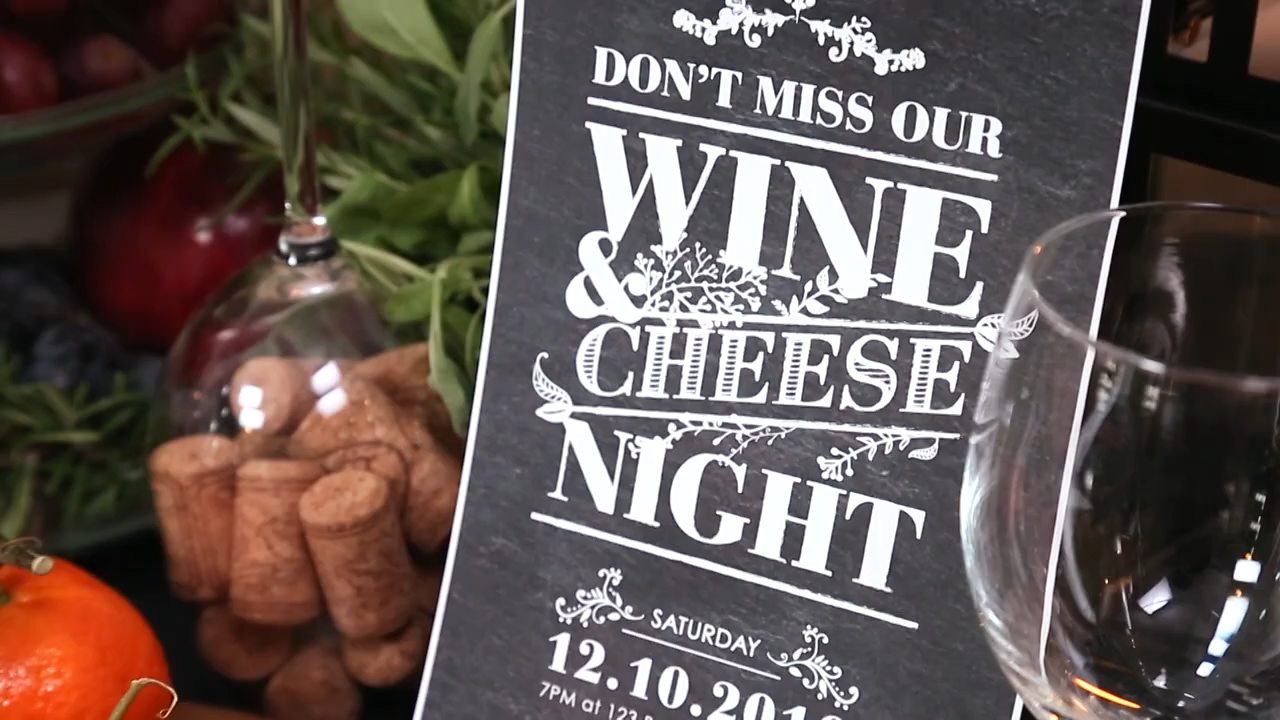 DON'T MISS OUR
WINE
&
CHEESE
NIGHT
SATURDAY
7PM at 123